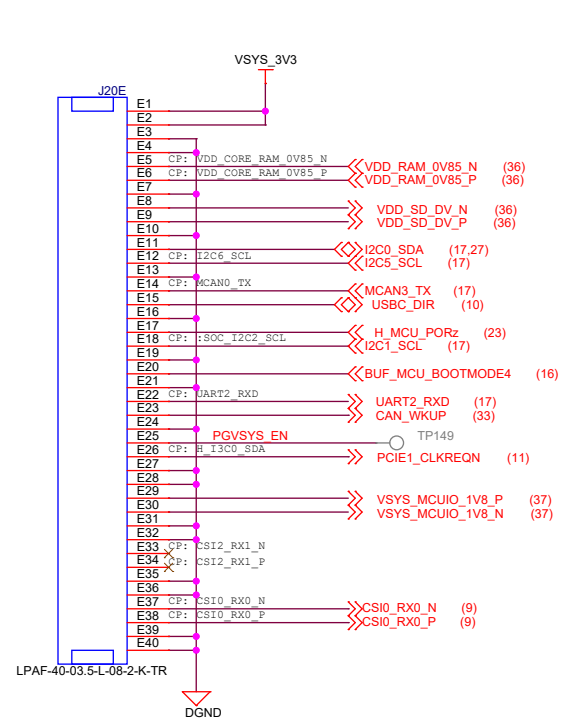 VSYS_3V3
J20E
E1
E2
E3
E4
E5 CP: VDD_CORE_RAM_0V85_N VDD_RAM_0V85_N (36)
E6 CP: VDD_CORE_RAM_0V85_P VDD_RAM_0V85_P (36)
E7
E8 VDD_SD_DV_N (36)
E9 VDD_SD_DV_P (36)
E10
E11 I2C0_SDA (17,27)
E12 CP: I2C6_SCL I2C5_SCL (17)
E13
E14 CP: MCAN0_TX MCAN3_TX (17)
E15 USBC_DIR (10)
E16
E17 H_MCU_PORz (23)
E18 CP: :SOC_I2C2_SCL I2C1_SCL (17)
E19
E20 BUF_MCU_BOOTMODE4 (16)
E21
E22 CP: UART2_RXD UART2_RXD (17)
E23 CAN_WKUP (33)
E24
E25 PGVSYS_EN TP149
E26 CP: H_I3C0_SDA PCIE1_CLKREQN (11)
E27
E28
E29 VSYS_MCUIO_1V8_P (37)
E30 VSYS_MCUIO_1V8_N (37)
E31
E32
E33 CP: CSI2_RX1_N
E34 CP: CSI2_RX1_P
E35
E36
E37 CP: CSI0_RX0_N CSI0_RX0_N (9)
E38 CP: CSI0_RX0_P CSI0_RX0_P (9)
E39
E40
LPAF-40-03.5-L-08-2-K-TR
DGND